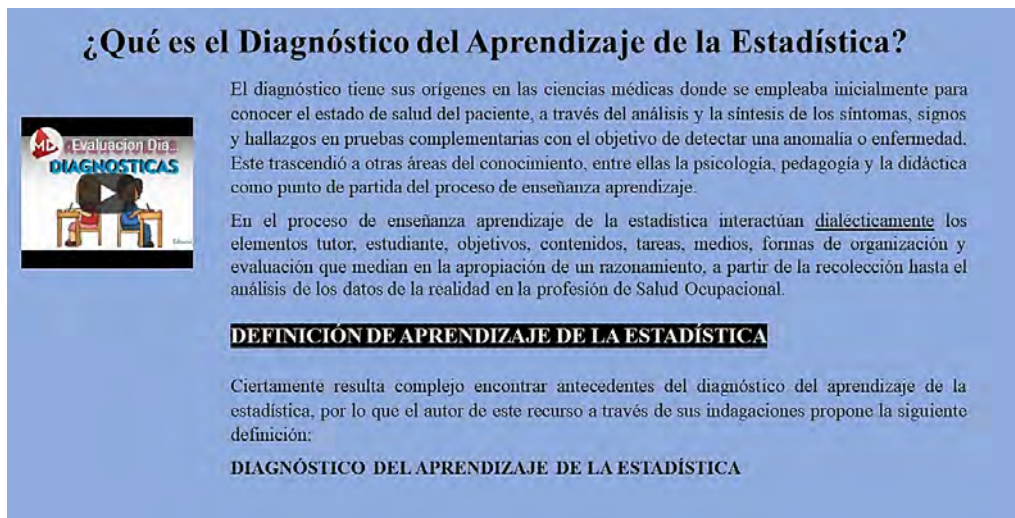 ¿Qué es el Diagnóstico del Aprendizaje de la Estadística?
El diagnóstico tiene sus orígenes en las ciencias médicas donde se empleaba inicialmente para
conocer el estado de salud del paciente, a través del análisis y la síntesis de los síntomas, signos
y hallazgos en pruebas complementarias con el objetivo de detectar una anomalía o enfermedad.
Este trascendió a otras áreas del conocimiento, entre ellas la psicología, pedagogía y la didáctica
como punto de partida del proceso de enseñanza aprendizaje.
MD Evaluacion Dia...
DIAGNOSTICAS
En el proceso de enseñanza aprendizaje de la estadística interactúan dialécticamente los
elementos tutor, estudiante, objetivos, contenidos, tareas, medios, formas de organización y
evaluación que median en la apropiación de un razonamiento, a partir de la recolección hasta el
análisis de los datos de la realidad en la profesión de Salud Ocupacional.
DEFINICIÓN DE APRENDIZAJE DE LA ESTADÍSTICA
Ciertamente resulta complejo encontrar antecedentes del diagnóstico del aprendizaje de la
estadística, por lo que el autor de este recurso a través de sus indagaciones propone la siguiente
definición:
DIAGNÓSTICO DEL APRENDIZAJE DE LA ESTADÍSTICA